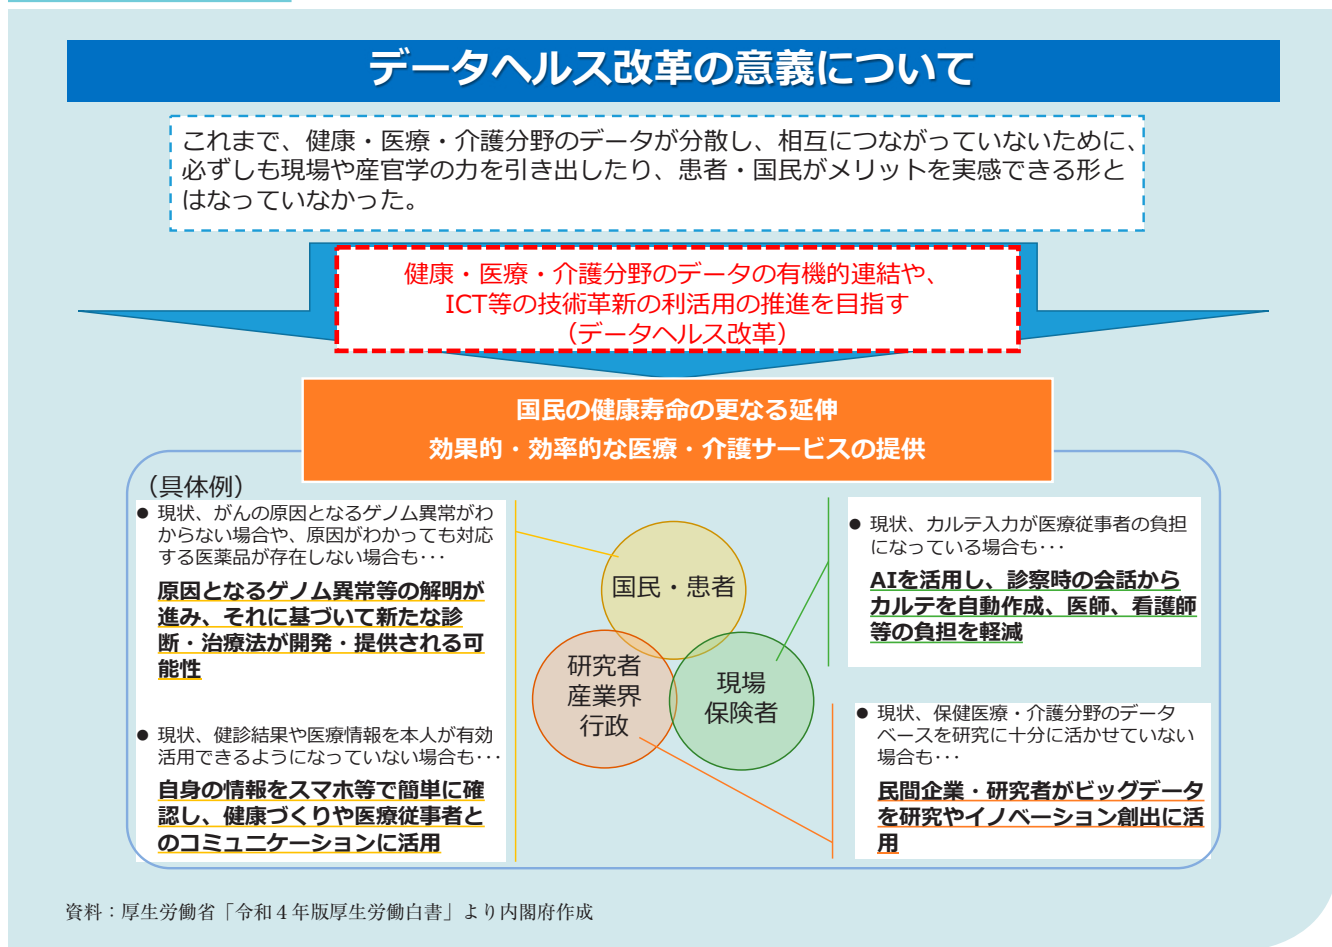 データヘルス改革の意義について
これまで、健康・医療・介護分野のデータが分散し、相互につながっていないために、
必ずしも現場や産官学の力を引き出したり、患者・国民がメリットを実感できる形と
はなっていなかった。
健康・医療・介護分野のデータの有機的連結や、
ICT等の技術革新の利活用の推進を目指す
（データヘルス改革）
国民の健康寿命の更なる延伸
効果的・効率的な医療・介護サービスの提供
（具体例）
● 現状、がんの原因となるゲノム異常がわ
からない場合や、原因がわかっても対応
する医薬品が存在しない場合も･･･
原因となるゲノム異常等の解明が
進み、それに基づいて新たな診
断・治療法が開発・提供される可
能性
● 現状、健診結果や医療情報を本人が有効
活用できるようになっていない場合も･･･
自身の情報をスマホ等で簡単に確
認し、健康づくりや医療従事者と
のコミュニケーションに活用
国民・患者
研究者
産業界
行政
現場
保険者
● 現状、カルテ入力が医療従事者の負担
になっている場合も･･･
AIを活用し、診察時の会話から
カルテを自動作成、医師、看護師
等の負担を軽減
● 現状、保健医療・介護分野のデータ
ベースを研究に十分に活かせていない
場合も･･･
民間企業・研究者がビッグデータ
を研究やイノベーション創出に活
用
資料：厚生労働省「令和４年版厚生労働白書」より内閣府作成